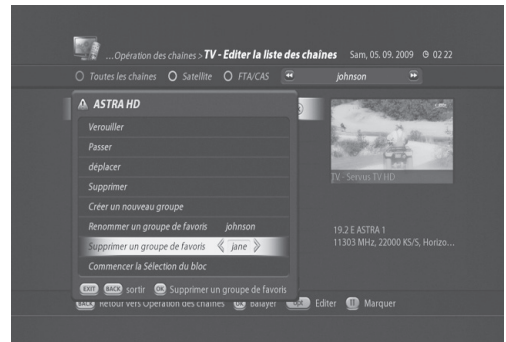 ...Opération des chaînes > TV - Editer la liste des chaînes Sam, 05. 09. 2009 02 22
Toutes les chaînes Satellite FTA/CAS johnson
ASTRA HD
Verouiller
Passer
déplacer
Supprimer
Créer un nouveau groupe
Renommer un groupe de favoris johnson
Supprimer un groupe de favoris jane
Commencer la Sélection du bloc
EXIT BACK sortir OK Supprimer un groupe de favoris
TV - Servus TV HD
19.2 E ASTRA 1
11303 MHz, 22000 KS/S, Horizo...
BACK Retour vers Opération des chaînes OK Balayer Editer Marquer